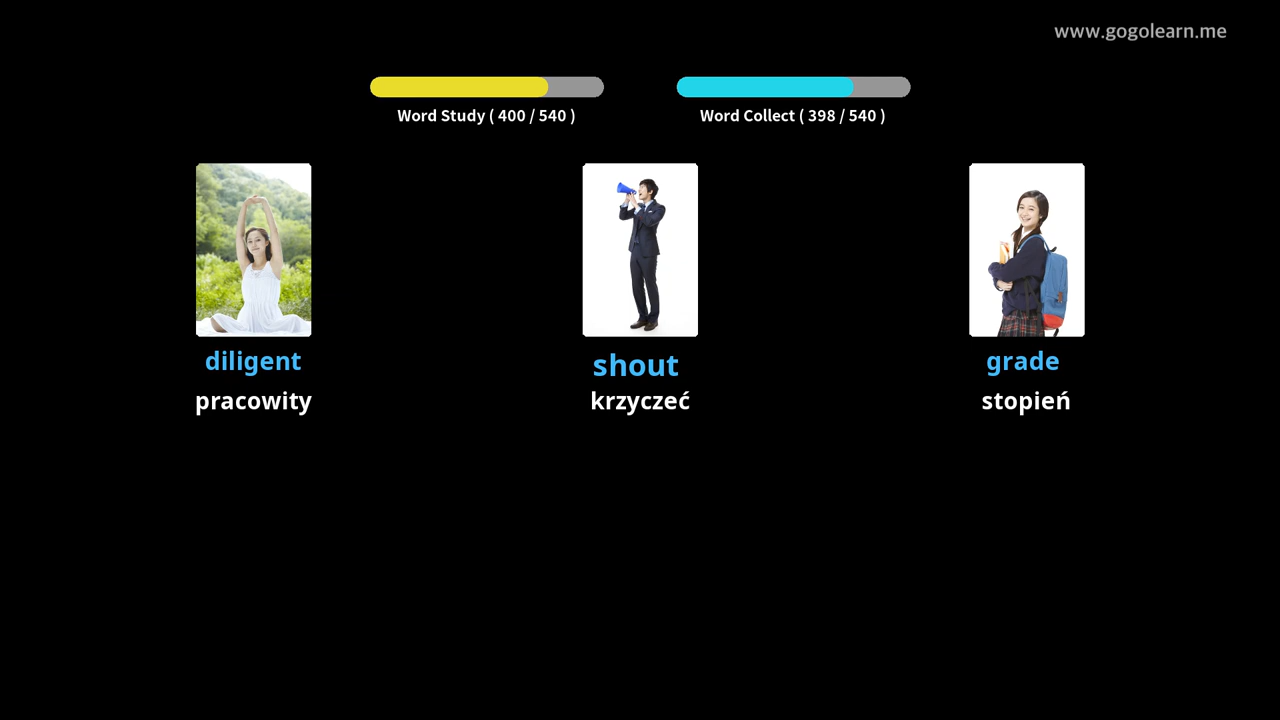 www.gogolearn.me
Word Study ( 400 / 540 )
Word Collect ( 398 / 540 )
diligent
shout
grade
pracowity
krzyczeć
stopień